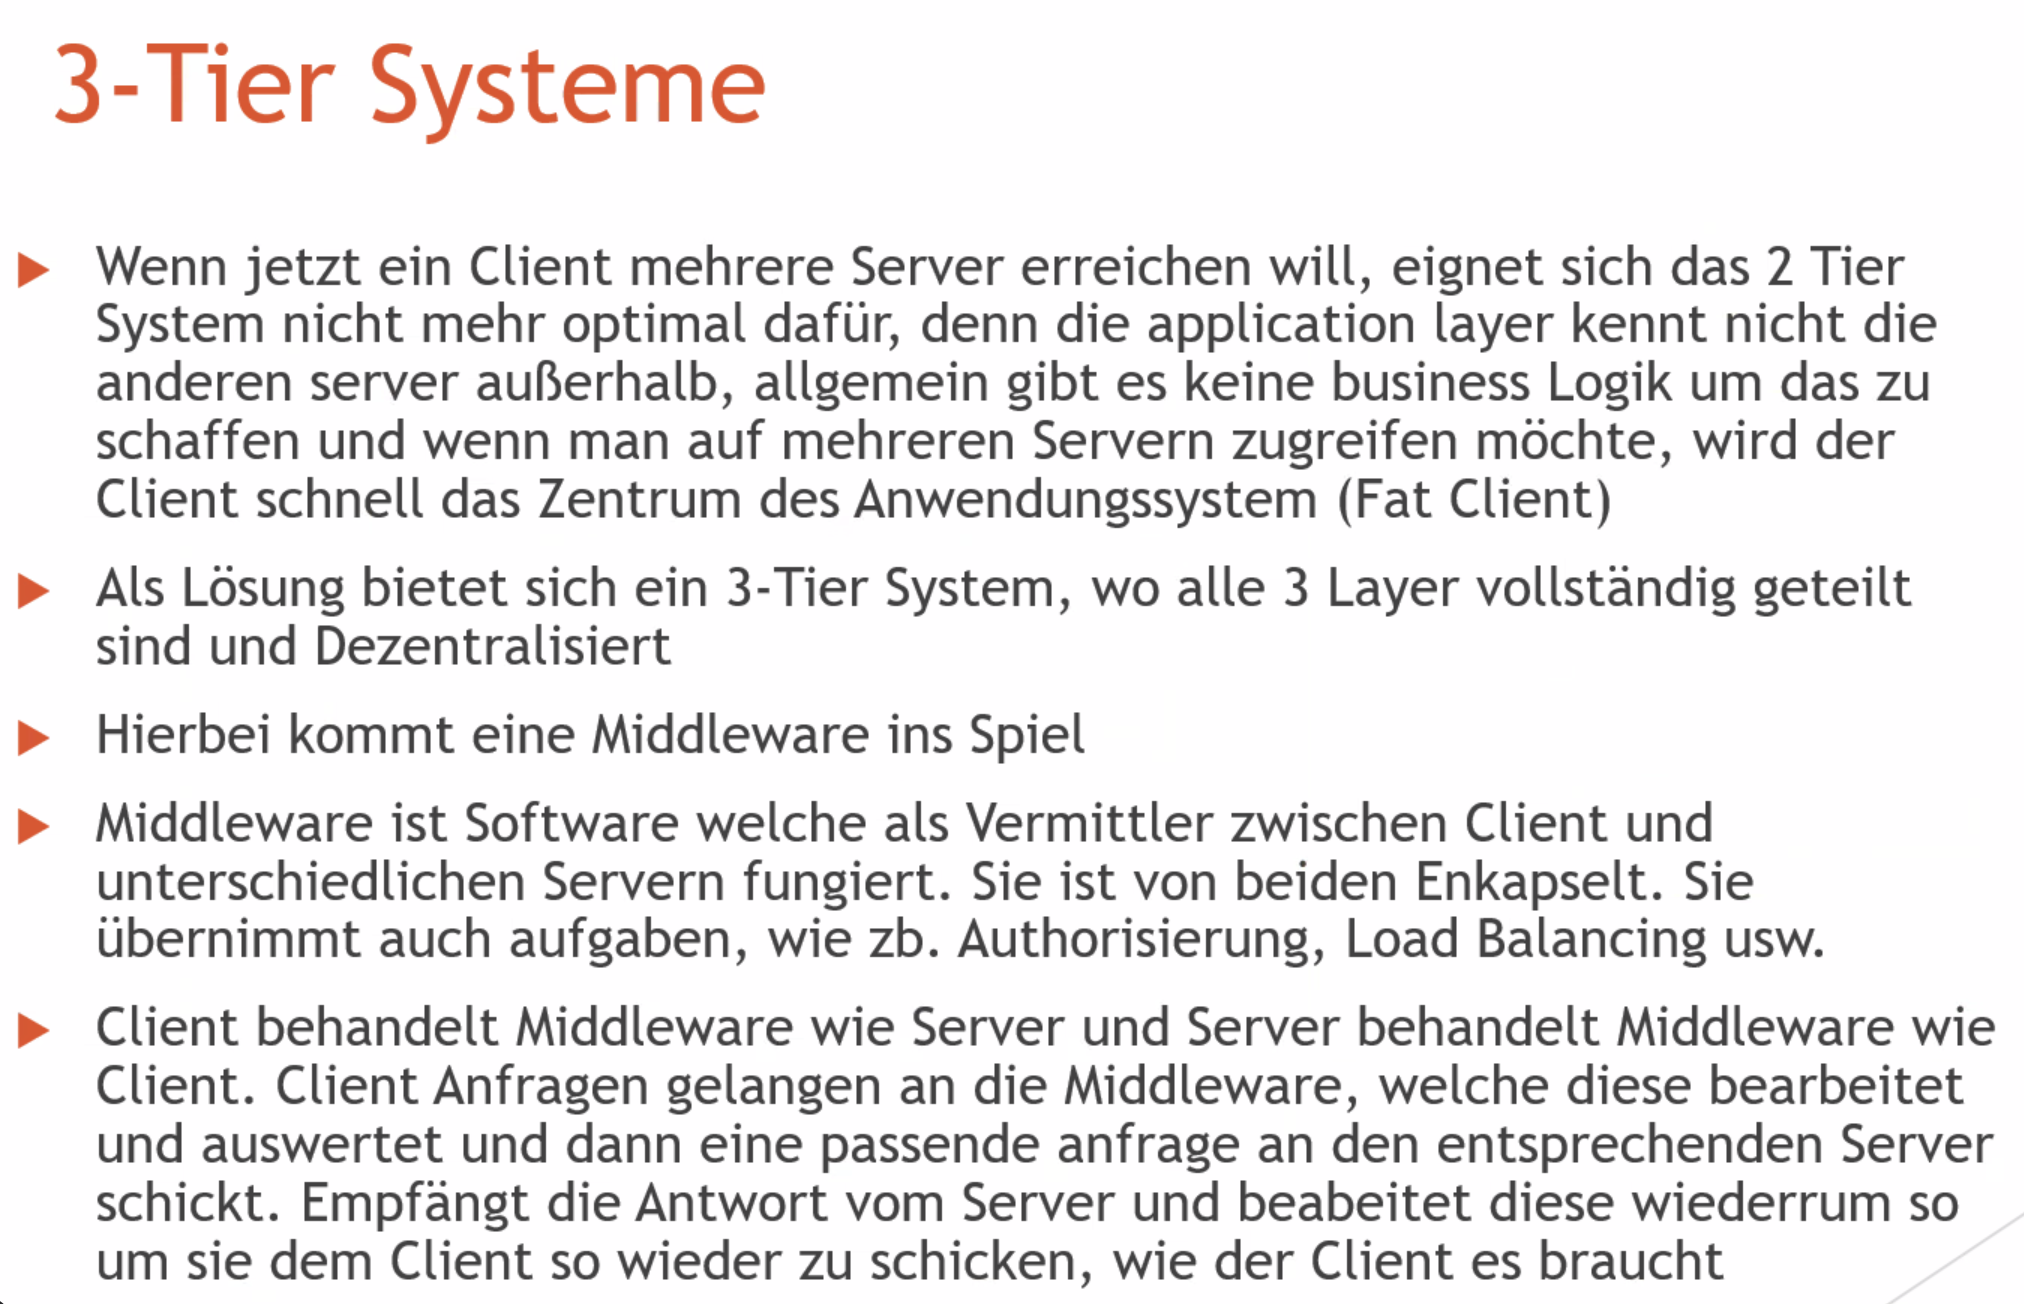 3-Tier Systeme
Wenn jetzt ein Client mehrere Server erreichen will, eignet sich das 2 Tier
System nicht mehr optimal dafür, denn die application layer kennt nicht die
anderen server außerhalb, allgemein gibt es keine business Logik um das zu
schaffen und wenn man auf mehreren Servern zugreifen möchte, wird der
Client schnell das Zentrum des Anwendungssystem (Fat Client)
Als Lösung bietet sich ein 3-Tier System, wo alle 3 Layer vollständig geteilt
sind und Dezentralisiert
Hierbei kommt eine Middleware ins Spiel
Middleware ist Software welche als Vermittler zwischen Client und
unterschiedlichen Servern fungiert. Sie ist von beiden Enkapselt. Sie
übernimmt auch aufgaben, wie zb. Authorisierung, Load Balancing usw.
Client behandelt Middleware wie Server und Server behandelt Middleware wie
Client. Client Anfragen gelangen an die Middleware, welche diese bearbeitet
und auswertet und dann eine passende anfrage an den entsprechenden Server
schickt. Empfängt die Antwort vom Server und beabeitet diese wiederrum so
um sie dem Client so wieder zu schicken, wie der Client es braucht